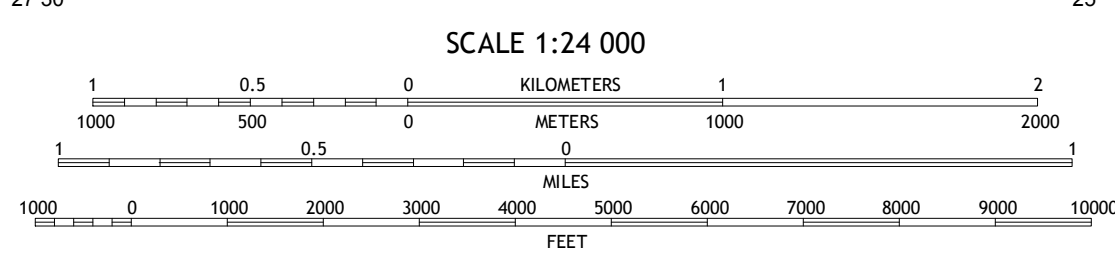 27'30" 25'
SCALE 1:24 000
1 0.5 0 KILOMETERS 1 2
1000 500 0 METERS 1000 2000
1 0.5 0 1
MILES
1000 0 1000 2000 3000 4000 5000 6000 7000 8000 9000 10000
FEET